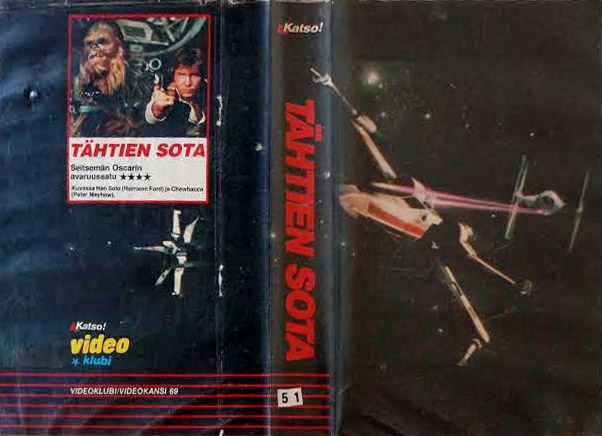 Katso!
TÄHTIEN SOTA
Seitsemän Oscarin
avaruussatu ★★★★
Kuvassa Han Solo (Harrison Ford) ja Chewbacca
(Peter Mayhow).
Katso!
video
klubi
VIDEOKLUBI/VIDEOKANSI 69
TÄHTIEN SOTA
51